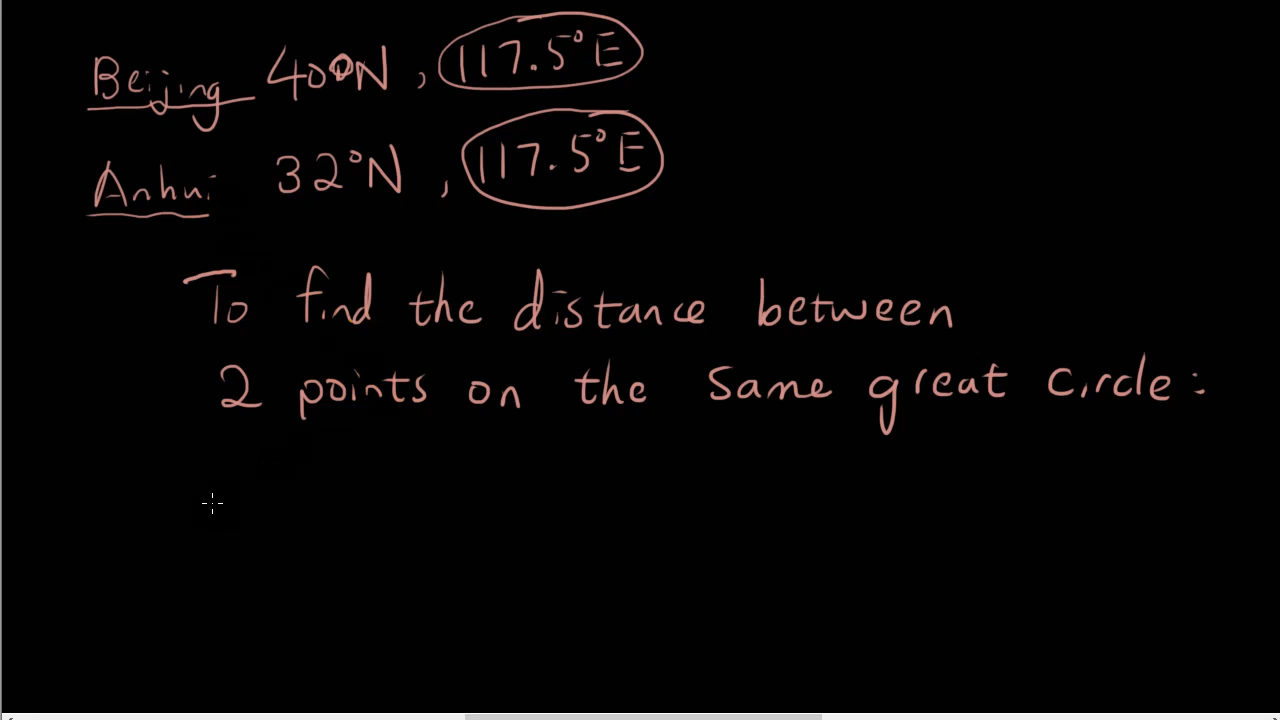 Beijing 40°N, 117.5°E
Anhui 32°N, 117.5°E
To find the distance between
2 points on the same great circle: